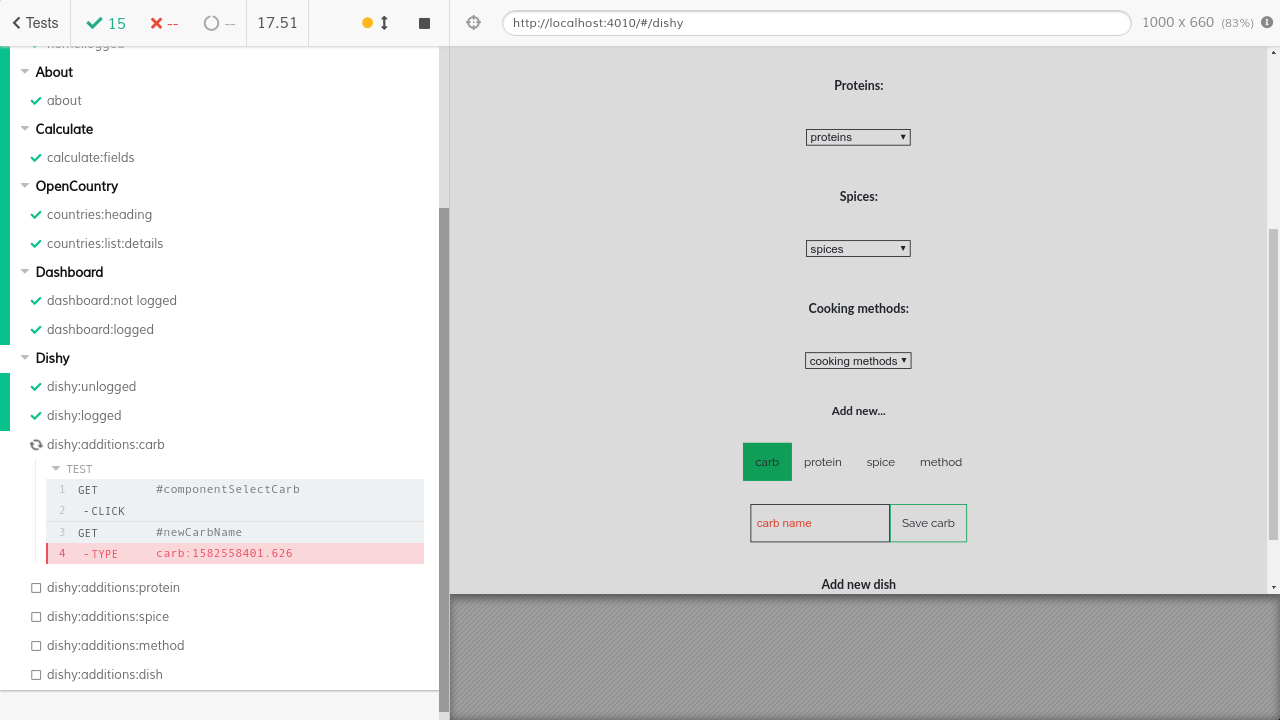 Tests 15 -- -- 17.51
http://localhost:4010/#/dishy 1000 x 660 (83%)
home:logged
About
about
Calculate
calculate:fields
OpenCountry
countries:heading
countries:list:details
Dashboard
dashboard:not logged
dashboard:logged
Dishy
dishy:unlogged
dishy:logged
dishy:additions:carb
TEST
1 GET #componentSelectCarb
2 -CLICK
3 GET #newCarbName
4 -TYPE carb:1582558401.626
dishy:additions:protein
dishy:additions:spice
dishy:additions:method
dishy:additions:dish
Proteins:
proteins
Spices:
spices
Cooking methods:
cooking methods
Add new...
carb protein spice method
carb name Save carb
Add new dish